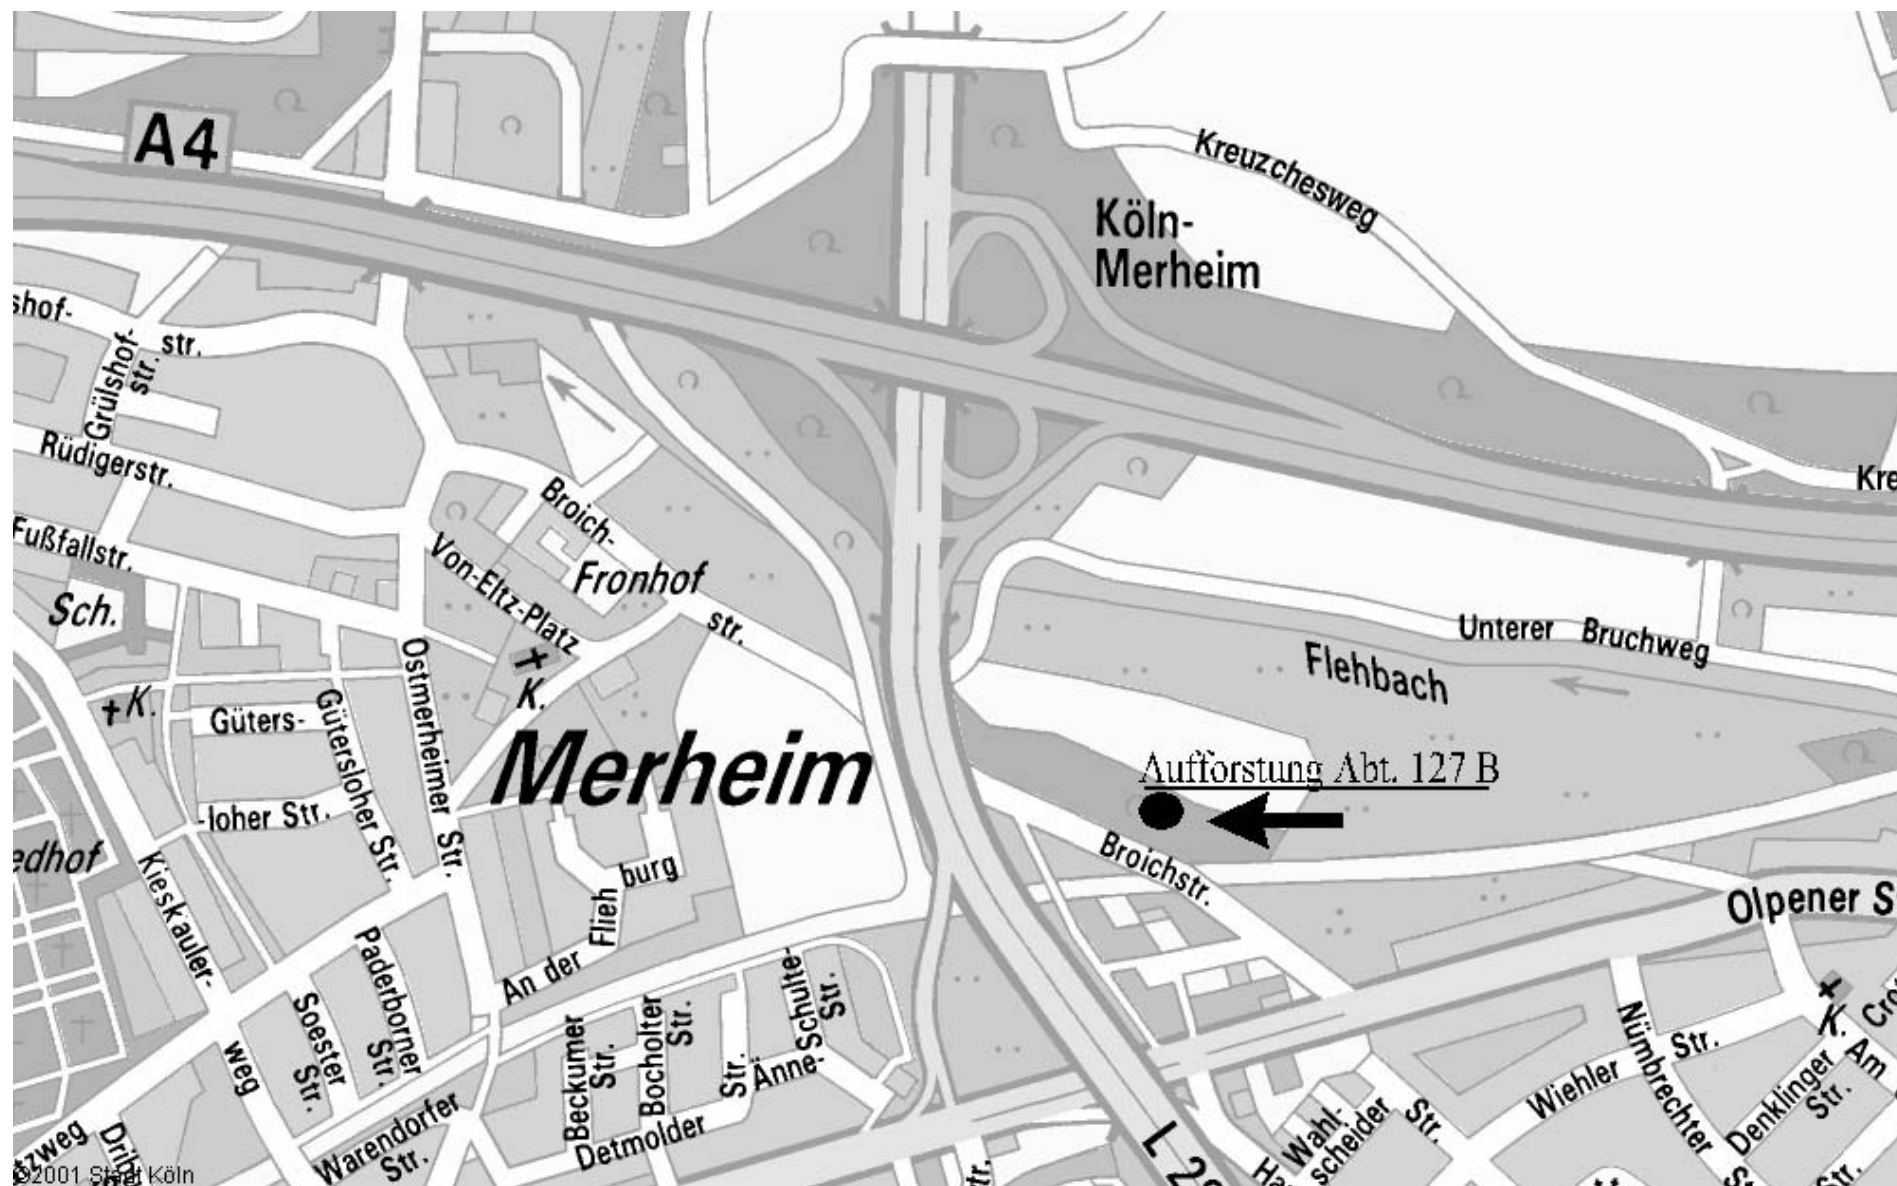 A4
Kreuzchesweg
Köln-
Merheim
shof-
str.
Grülshof-
str.
Rüdigerstr.
Kre
Broich-
Fußfallstr.
Von-Eltz-Platz
Fronhof
Sch.
str.
Unterer Bruchweg
Ostmerheimer Str.
Flehbach
K.
K.
Güters-
Gütersloher Str.
Merheim
Aufforstung Abt. 127 B
-loher Str.
edhof
Kieskauler-
burg
Broichstr.
Flieh
Olpener S
Paderborner
Str.
An der
Schulte-
Str.
Soester
Str.
Beckumer
Str.
Bocholter
Str.
Str.
Änne-
Nümbrechter
Str.
K.
Am
weg
Wiehler
Denklinger
Str.
Warendorfer
Str.
Detmolder
Wahl-
scheider
Str.
tzweg
L 2
Str.
©2001 Stadt Köln